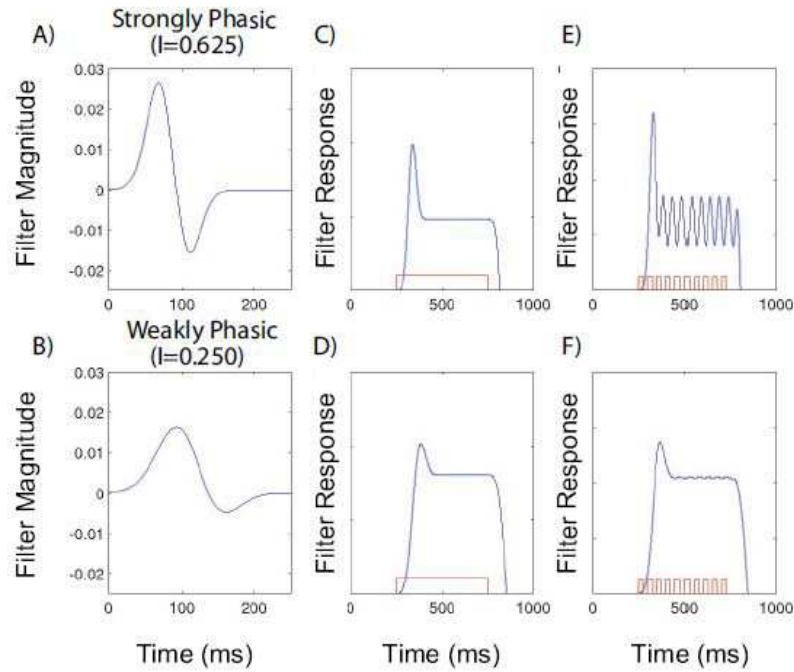 A)
Strongly Phasic
(I=0.625)
C)
E)
Filter Magnitude
0.03
0.02
0.01
0
-0.01
-0.02
0 100 200
Filter Response
0 500 1000
Filter Response
0 500 1000
B)
Weakly Phasic
(I=0.250)
D)
F)
Filter Magnitude
0.03
0.02
0.01
0
-0.01
-0.02
0 100 200
Time (ms)
Filter Response
0 500 1000
Time (ms)
Filter Response
0 500 1000
Time (ms)